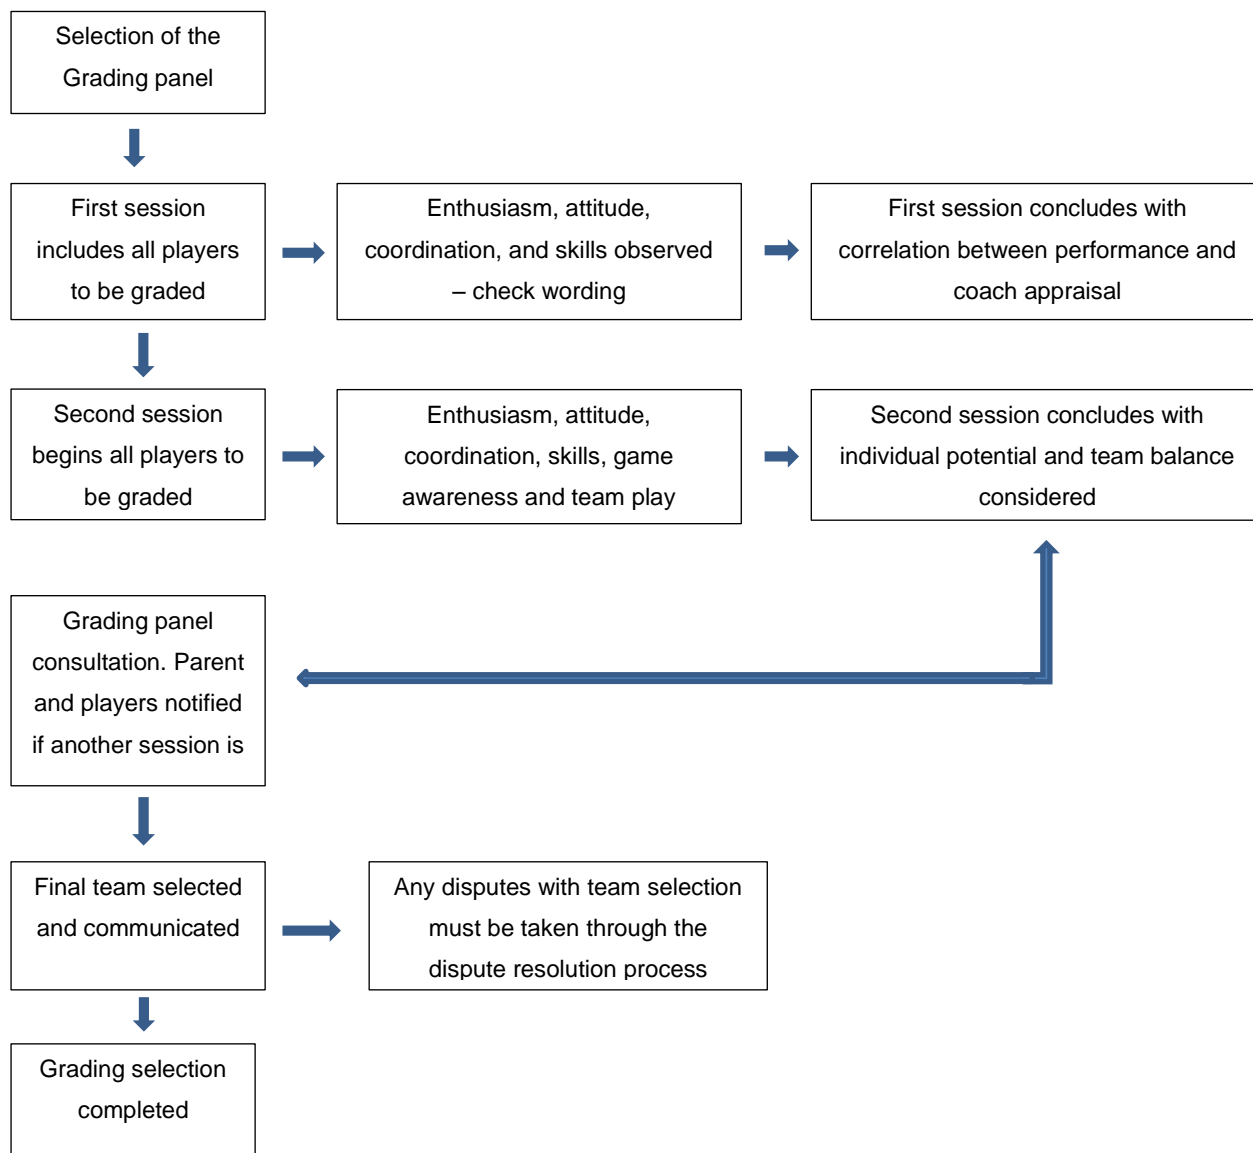 Selection of the
Grading panel
First session
includes all players
to be graded
Enthusiasm, attitude,
coordination, and skills observed
– check wording
First session concludes with
correlation between performance and
coach appraisal
Second session
begins all players to
be graded
Enthusiasm, attitude,
coordination, skills, game
awareness and team play
Second session concludes with
individual potential and team balance
considered
Grading panel
consultation. Parent
and players notified
if another session is
Final team selected
and communicated
Any disputes with team selection
must be taken through the
dispute resolution process
Grading selection
completed